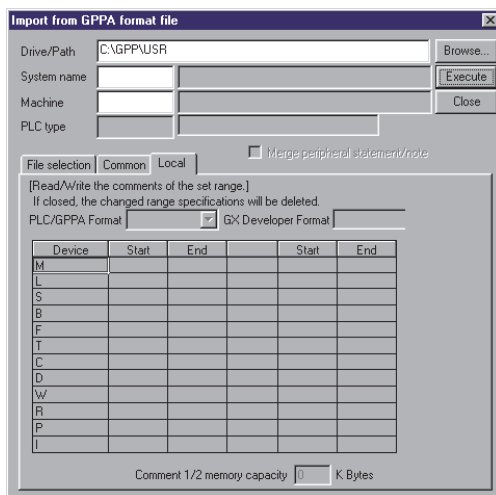 Import from GPPA format file
Drive/Path C:\GPP\USR Browse...
System name Execute
Machine Close
PLC type
Merge peripheral statement/note
File selection Common Local
[Read/Write the comments of the set range.]
If closed, the changed range specifications will be deleted.
PLC/GPPA Format GX Developer Format
Device Start End Start End
M
L
S
B
F
T
C
D
W
R
P
I
Comment 1/2 memory capacity 0 K Bytes